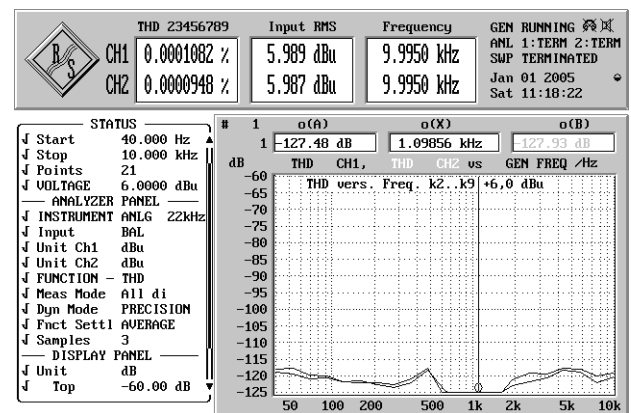 THD 23456789 Input RMS Frequency
CH1 0.0001082 % 5.989 dBu 9.9950 kHz
CH2 0.0000948 % 5.987 dBu 9.9950 kHz
GEN RUNNING
ANL 1:TERM 2:TERM
SWP TERMINATED
Jan 01 2005
Sat 11:18:22
R/S
STATUS
√ Start 40.000 Hz
√ Stop 10.000 kHz
√ Points 21
√ VOLTAGE 6.0000 dBu
ANALYZER PANEL
√ INSTRUMENT ANLG 22kHz
√ Input BAL
√ Unit Ch1 dBu
√ Unit Ch2 dBu
√ FUNCTION – THD
√ Meas Mode All di
√ Dyn Mode PRECISION
√ Fnct Settl AVERAGE
√ Samples 3
DISPLAY PANEL
√ Unit dB
√ Top -60.00 dB
# 1 o(A) o(X) o(B)
1 -127.48 dB 1.09856 kHz -127.93 dB
dB THD CH1, THD CH2 vs GEN FREQ /Hz
THD vers. Freq. k2..k9 +6,0 dBu
-60
-65
-70
-75
-80
-85
-90
-95
-100
-105
-110
-115
-120
-125
50 100 200 500 1k 2k 5k 10k